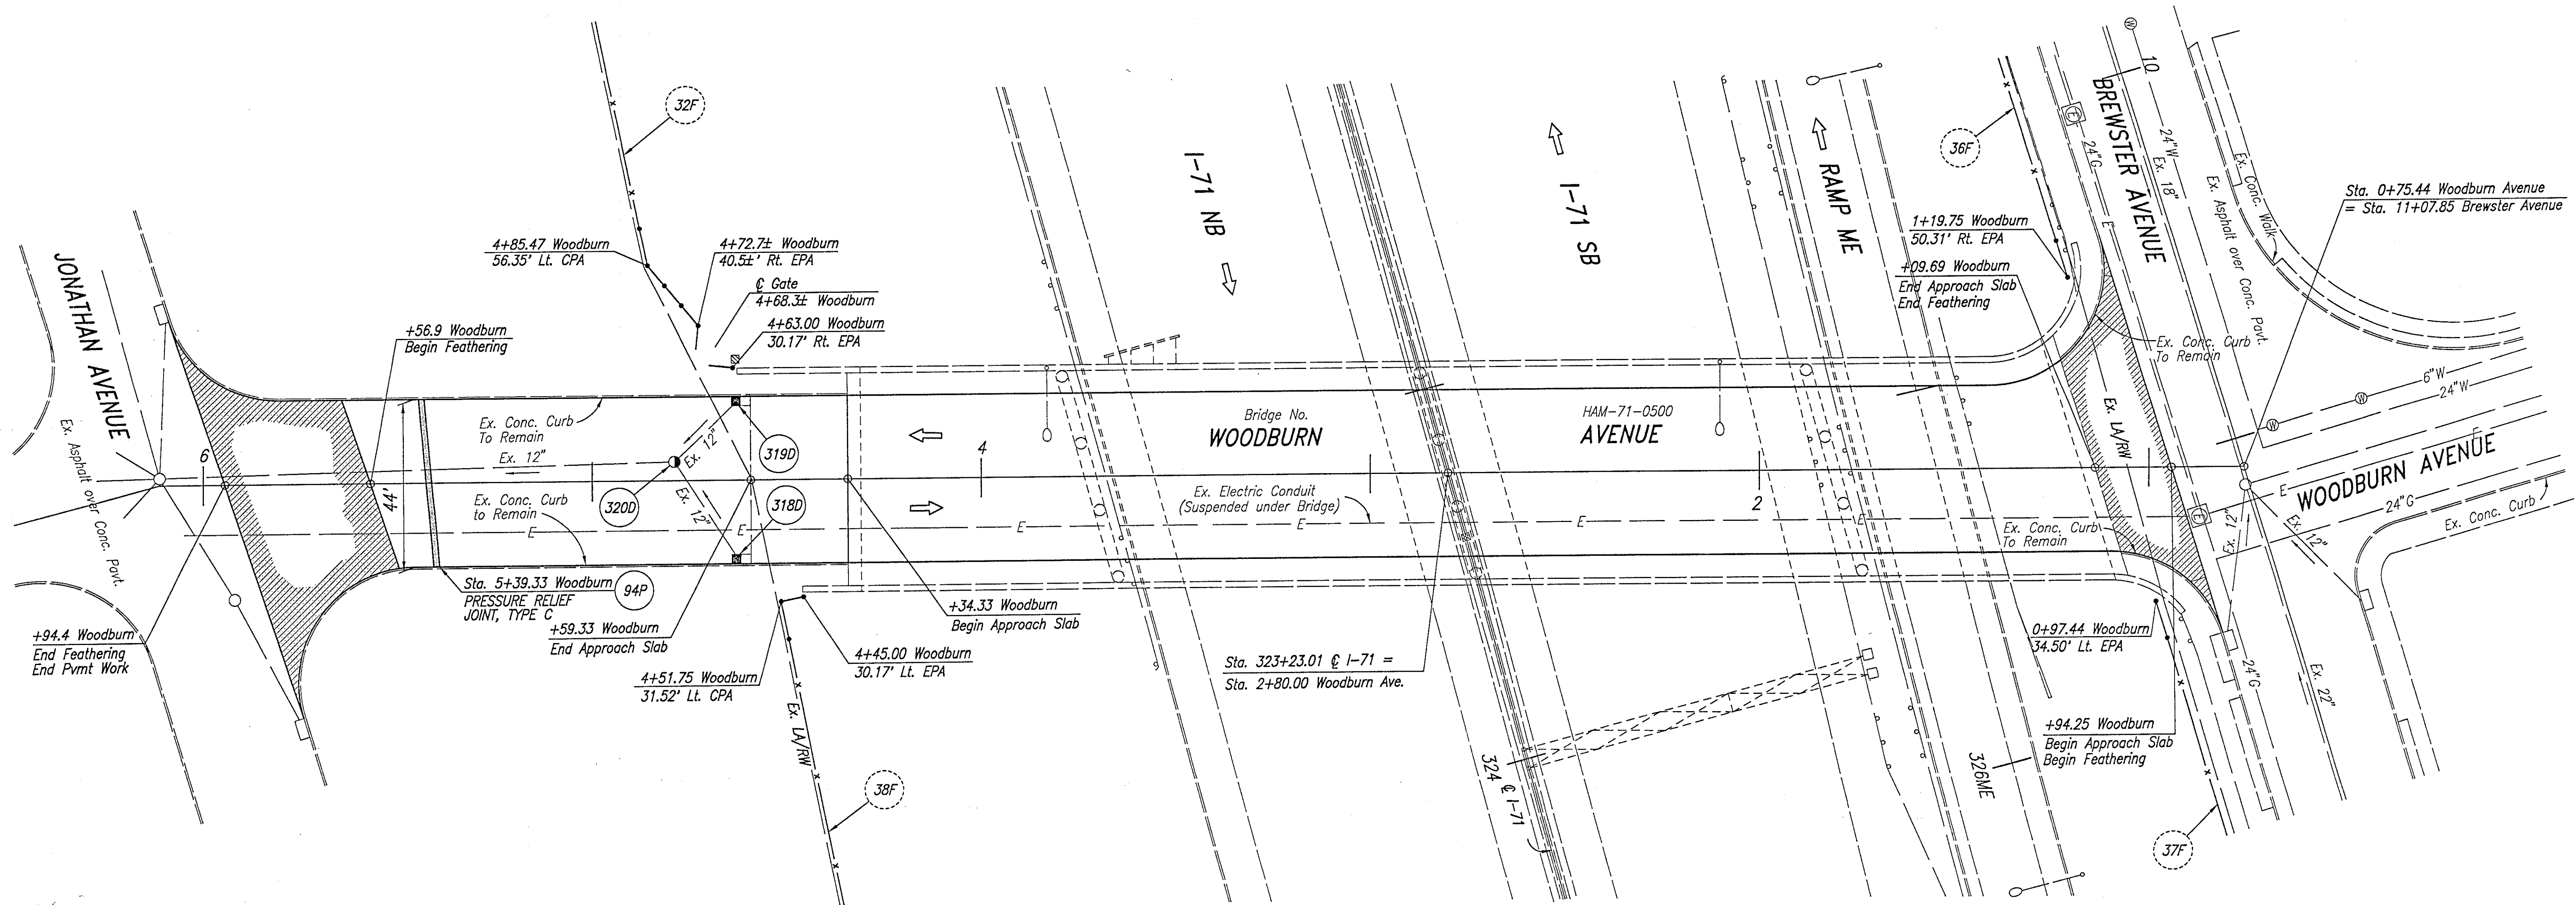 JONATHAN AVENUE
Ex. Asphalt over Conc. Pavt.
6
+94.4 Woodburn
End Feathering
End Pvmt Work
+56.9 Woodburn
Begin Feathering
44'
Ex. Conc. Curb
To Remain
Ex. 12"
Ex. Conc. Curb
to Remain
E
Sta. 5+39.33 Woodburn
PRESSURE RELIEF
JOINT, TYPE C
94P
32F
4+85.47 Woodburn
56.35' Lt. CPA
4+72.7± Woodburn
40.5±' Rt. EPA
℄ Gate
4+68.3± Woodburn
4+63.00 Woodburn
30.17' Rt. EPA
Ex. 12"
319D
320D
Ex. 12"
318D
E
+59.33 Woodburn
End Approach Slab
4+51.75 Woodburn
31.52' Lt. CPA
4+45.00 Woodburn
30.17' Lt. EPA
+34.33 Woodburn
Begin Approach Slab
Ex. LA/RW
38F
4
E
I-71 NB
Bridge No.
WOODBURN
Ex. Electric Conduit
(Suspended under Bridge)
E
Sta. 323+23.01 ℄ I-71 =
Sta. 2+80.00 Woodburn Ave.
I-71 SB
HAM-71-0500
AVENUE
E
2
324
℄ I-71
RAMP ME
E
326ME
36F
1+19.75 Woodburn
50.31' Rt. EPA
+09.69 Woodburn
End Approach Slab
End Feathering
Ex. Conc. Curb
To Remain
0+97.44 Woodburn
34.50' Lt. EPA
+94.25 Woodburn
Begin Approach Slab
Begin Feathering
37F
BREWSTER AVENUE
E
24"G
E
10
W
24"W
Ex. 18"
Ex. Asphalt over Conc. Pavt.
Ex. Conc. Walk
Ex. Conc. Curb
To Remain
Ex. LA/RW
Sta. 0+75.44 Woodburn Avenue
= Sta. 11+07.85 Brewster Avenue
W
W
6"W
24"W
E
E
WOODBURN AVENUE
24"G
Ex. Conc. Curb
Ex. 12"
Ex. 12"
24"G
Ex. 22"